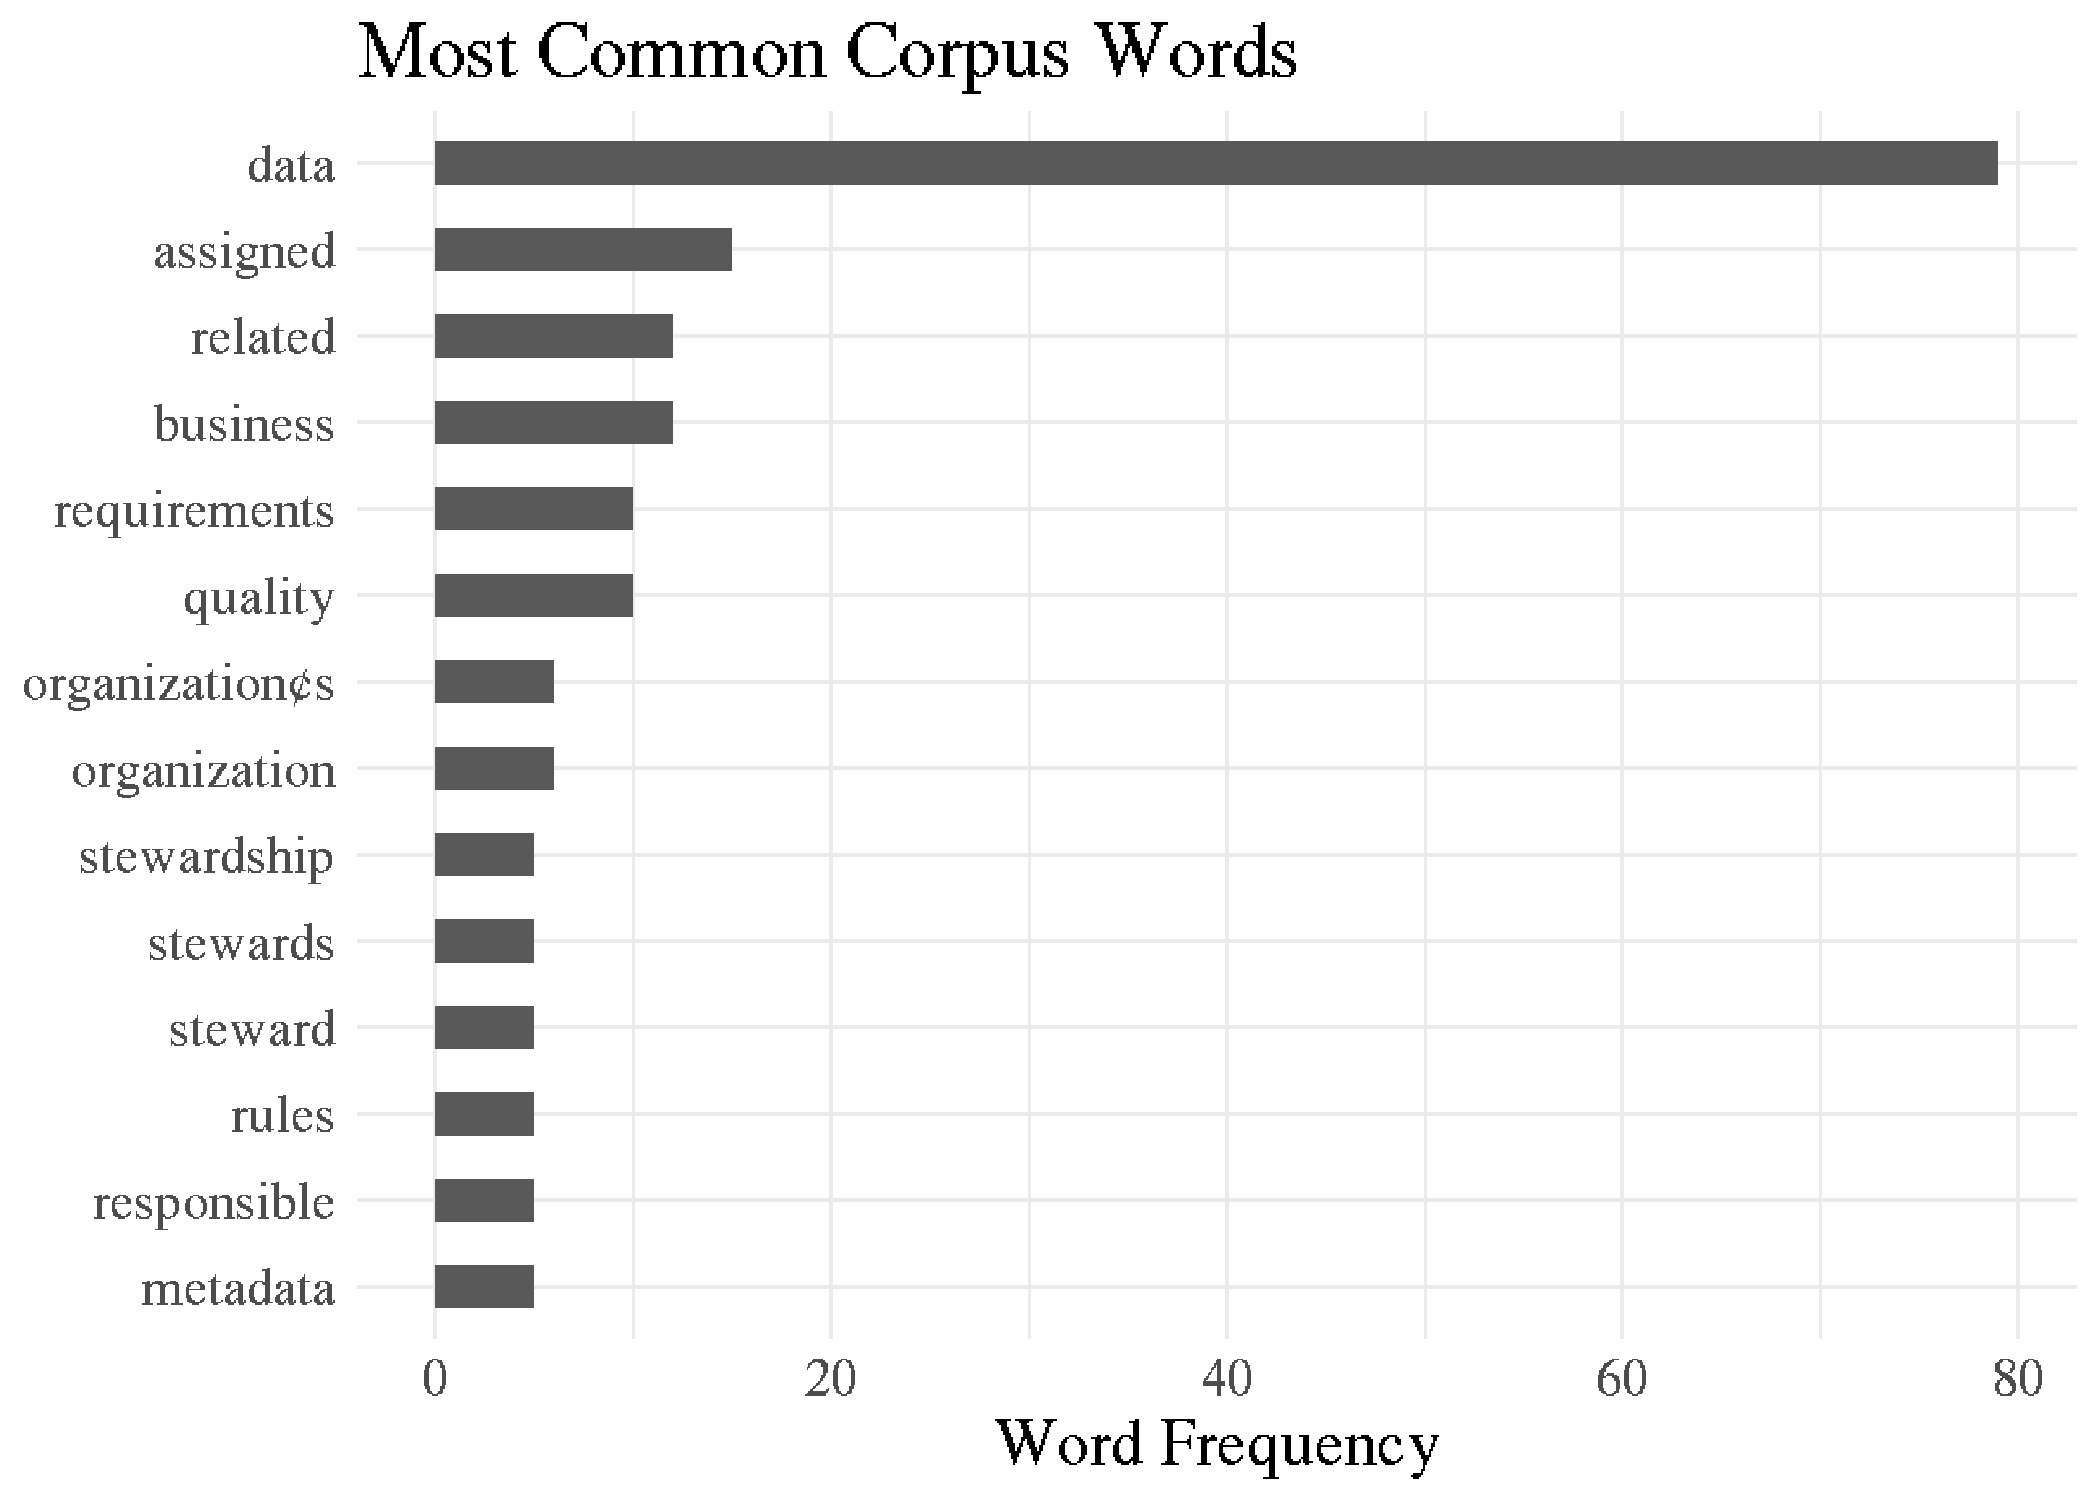 Most Common Corpus Words
data
assigned
related
business
requirements
quality
organization¢s
organization
stewardship
stewards
steward
rules
responsible
metadata
0 20 40 60 80
Word Frequency